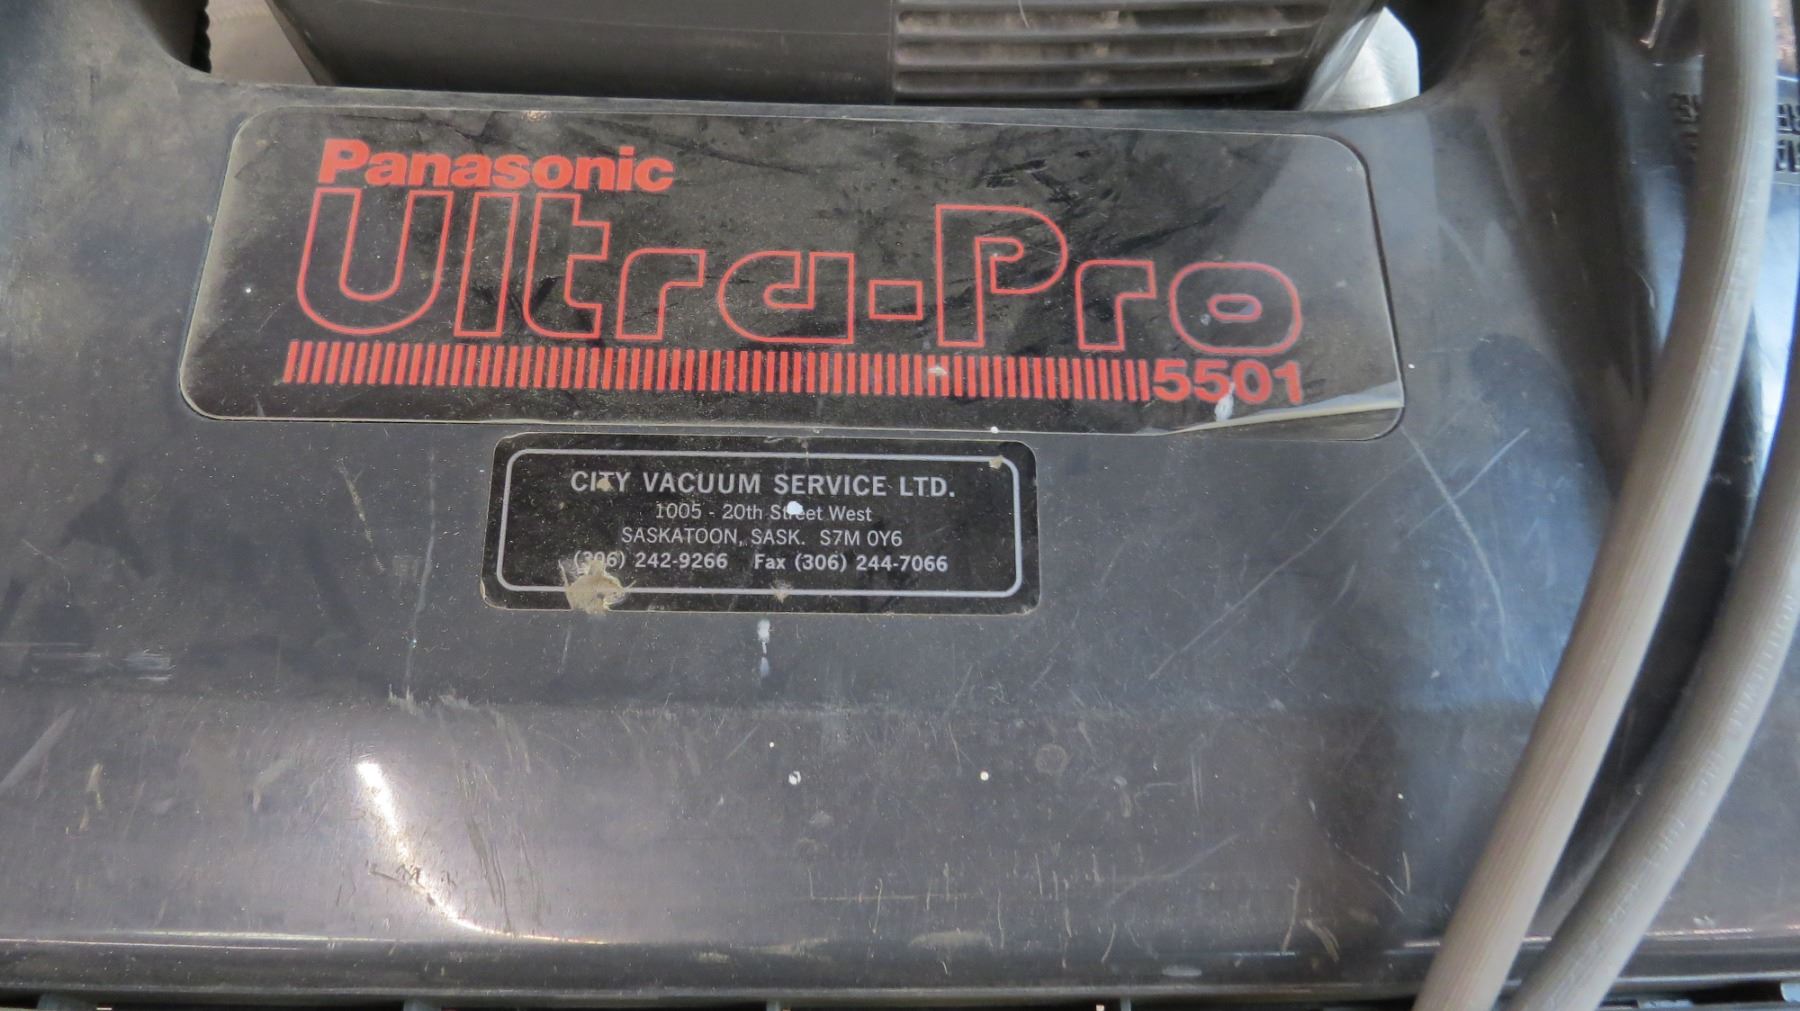 Panasonic
Ultra-Pro
5501
CITY VACUUM SERVICE LTD.
1005 - 20th Street West
SASKATOON, SASK. S7M 0Y6
(306) 242-9266 Fax (306) 244-7066